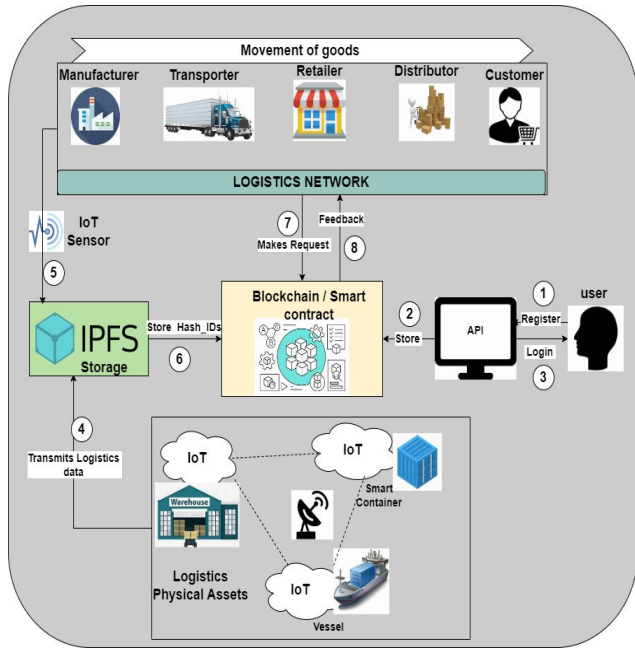 Movement of goods
Manufacturer
Transporter
Retailer
Distributor
Customer
LOGISTICS NETWORK
IoT
Sensor
5
7
Makes Request
Feedback
8
IPFS
Storage
Store Hash_IDs
6
Blockchain / Smart
contract
A
B
C
2
Store
API
1
Register
user
Login
3
4
Transmits Logistics
data
IoT
IoT
Smart
Container
Warehouse
Logistics
Physical Assets
IoT
Vessel